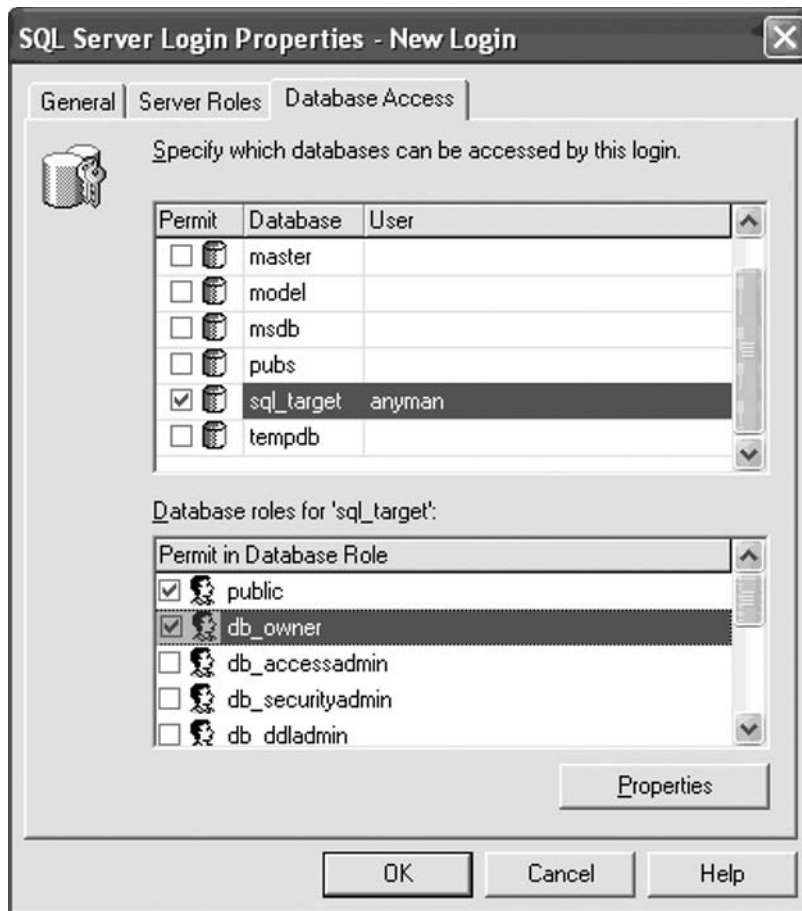 SQL Server Login Properties - New Login
General Server Roles Database Access
Specify which databases can be accessed by this login.
Permit Database User
master
model
msdb
pubs
sql_target anyman
tempdb
Database roles for 'sql_target':
Permit in Database Role
public
db_owner
db_accessadmin
db_securityadmin
db_ddladmin
Properties
OK Cancel Help